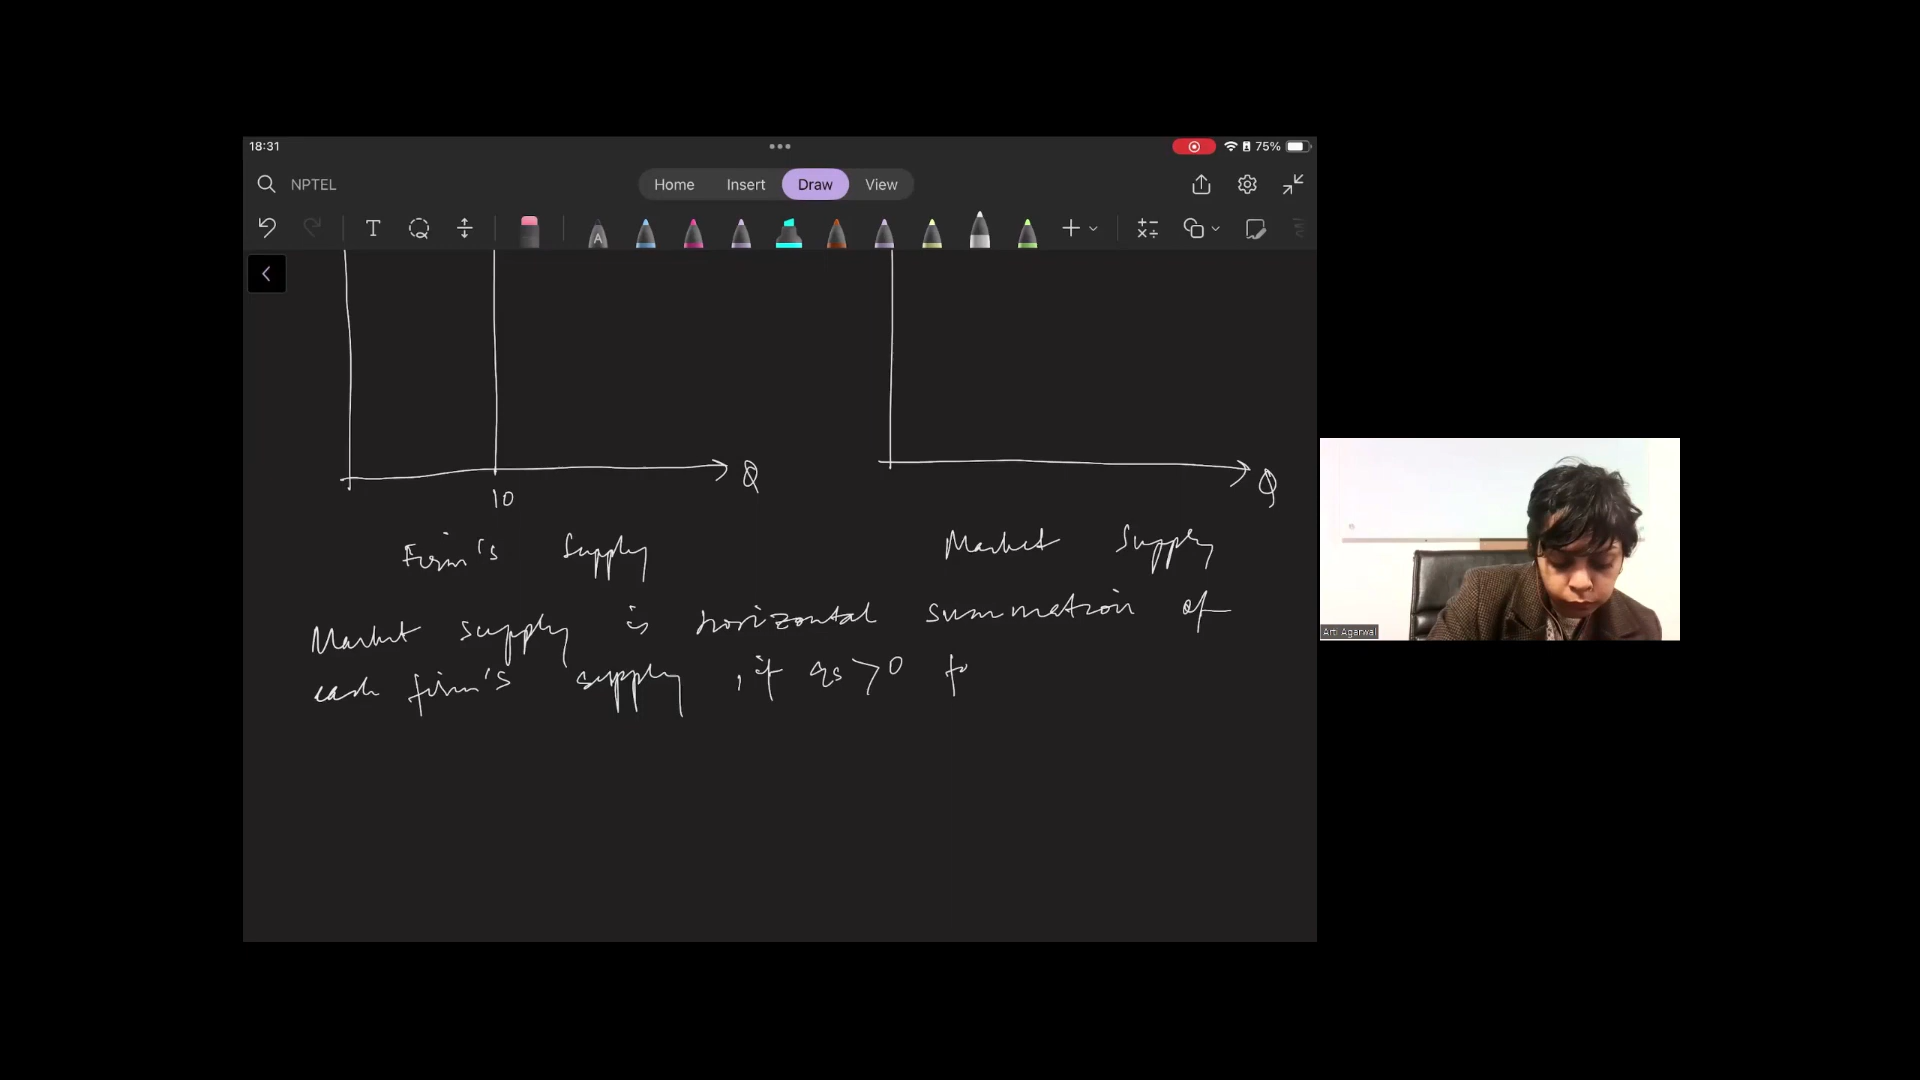 18:31
75%
NPTEL
Home Insert Draw View
T
A
Q
10
Q
Firm's Supply
Market Supply
Market supply is horizontal summation of
each firm's supply, if qs > 0 fo
Arti Agarwal